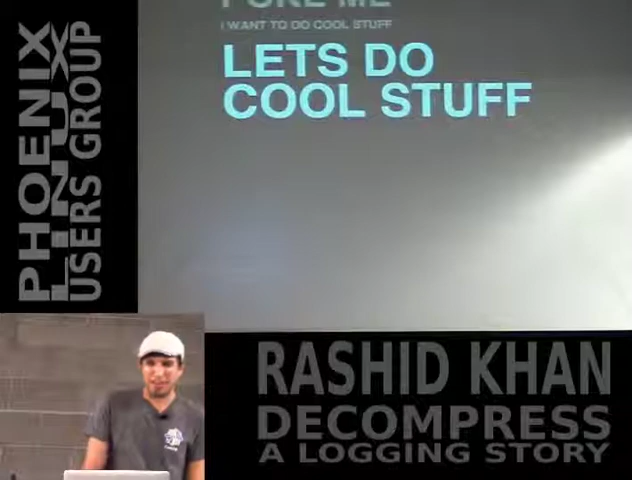 I WANT TO DO COOL STUFF
LETS DO
COOL STUFF
PHOENIX
LINUX
USERS GROUP
RASHID KHAN
DECOMPRESS
A LOGGING STORY